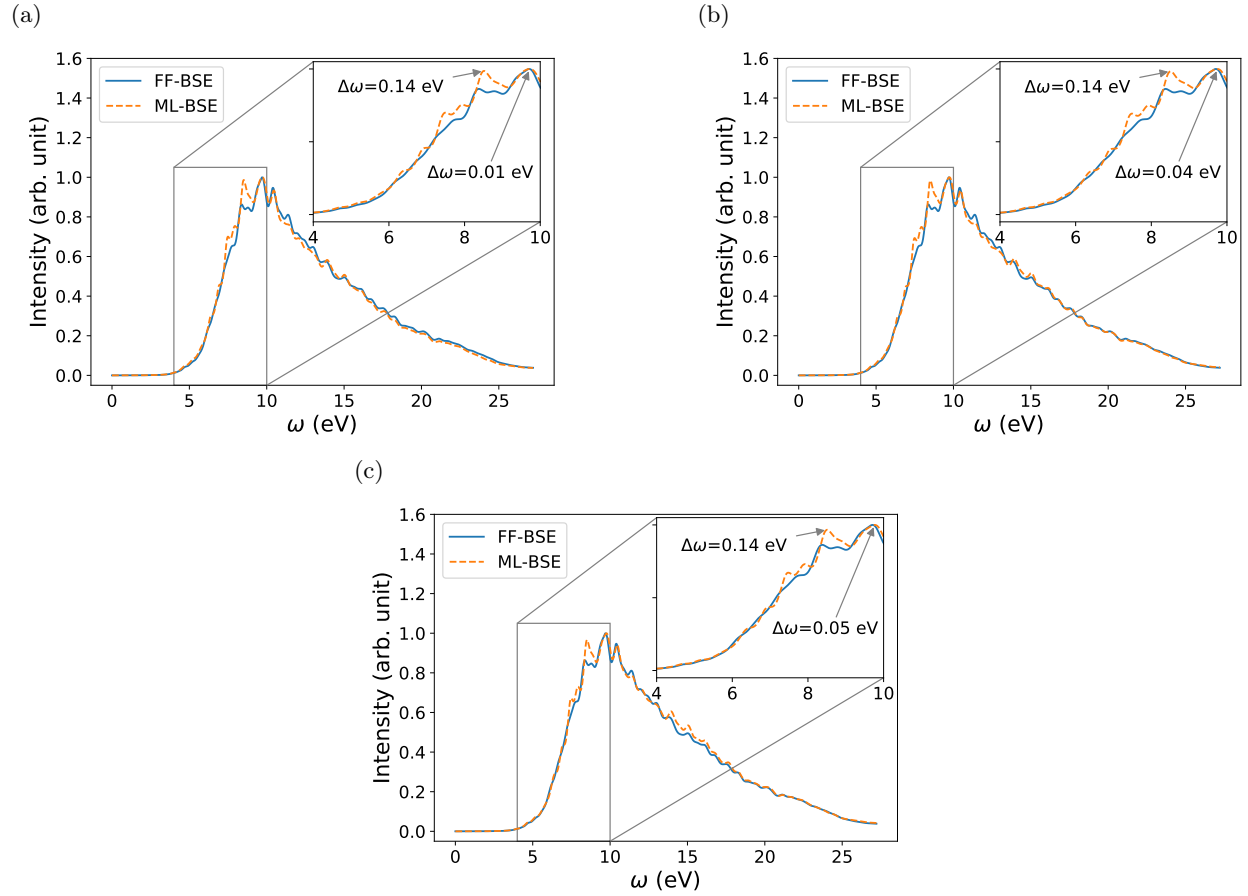 (a)
FF-BSE
ML-BSE
Δω=0.14 eV
Δω=0.01 eV
4 6 8 10
1.6
1.4
1.2
1.0
0.8
0.6
0.4
0.2
0.0
Intensity (arb. unit)
0 5 10 15 20 25
ω (eV)
(b)
FF-BSE
ML-BSE
Δω=0.14 eV
Δω=0.04 eV
4 6 8 10
1.6
1.4
1.2
1.0
0.8
0.6
0.4
0.2
0.0
Intensity (arb. unit)
0 5 10 15 20 25
ω (eV)
(c)
FF-BSE
ML-BSE
Δω=0.14 eV
Δω=0.05 eV
4 6 8 10
1.6
1.4
1.2
1.0
0.8
0.6
0.4
0.2
0.0
Intensity (arb. unit)
0 5 10 15 20 25
ω (eV)